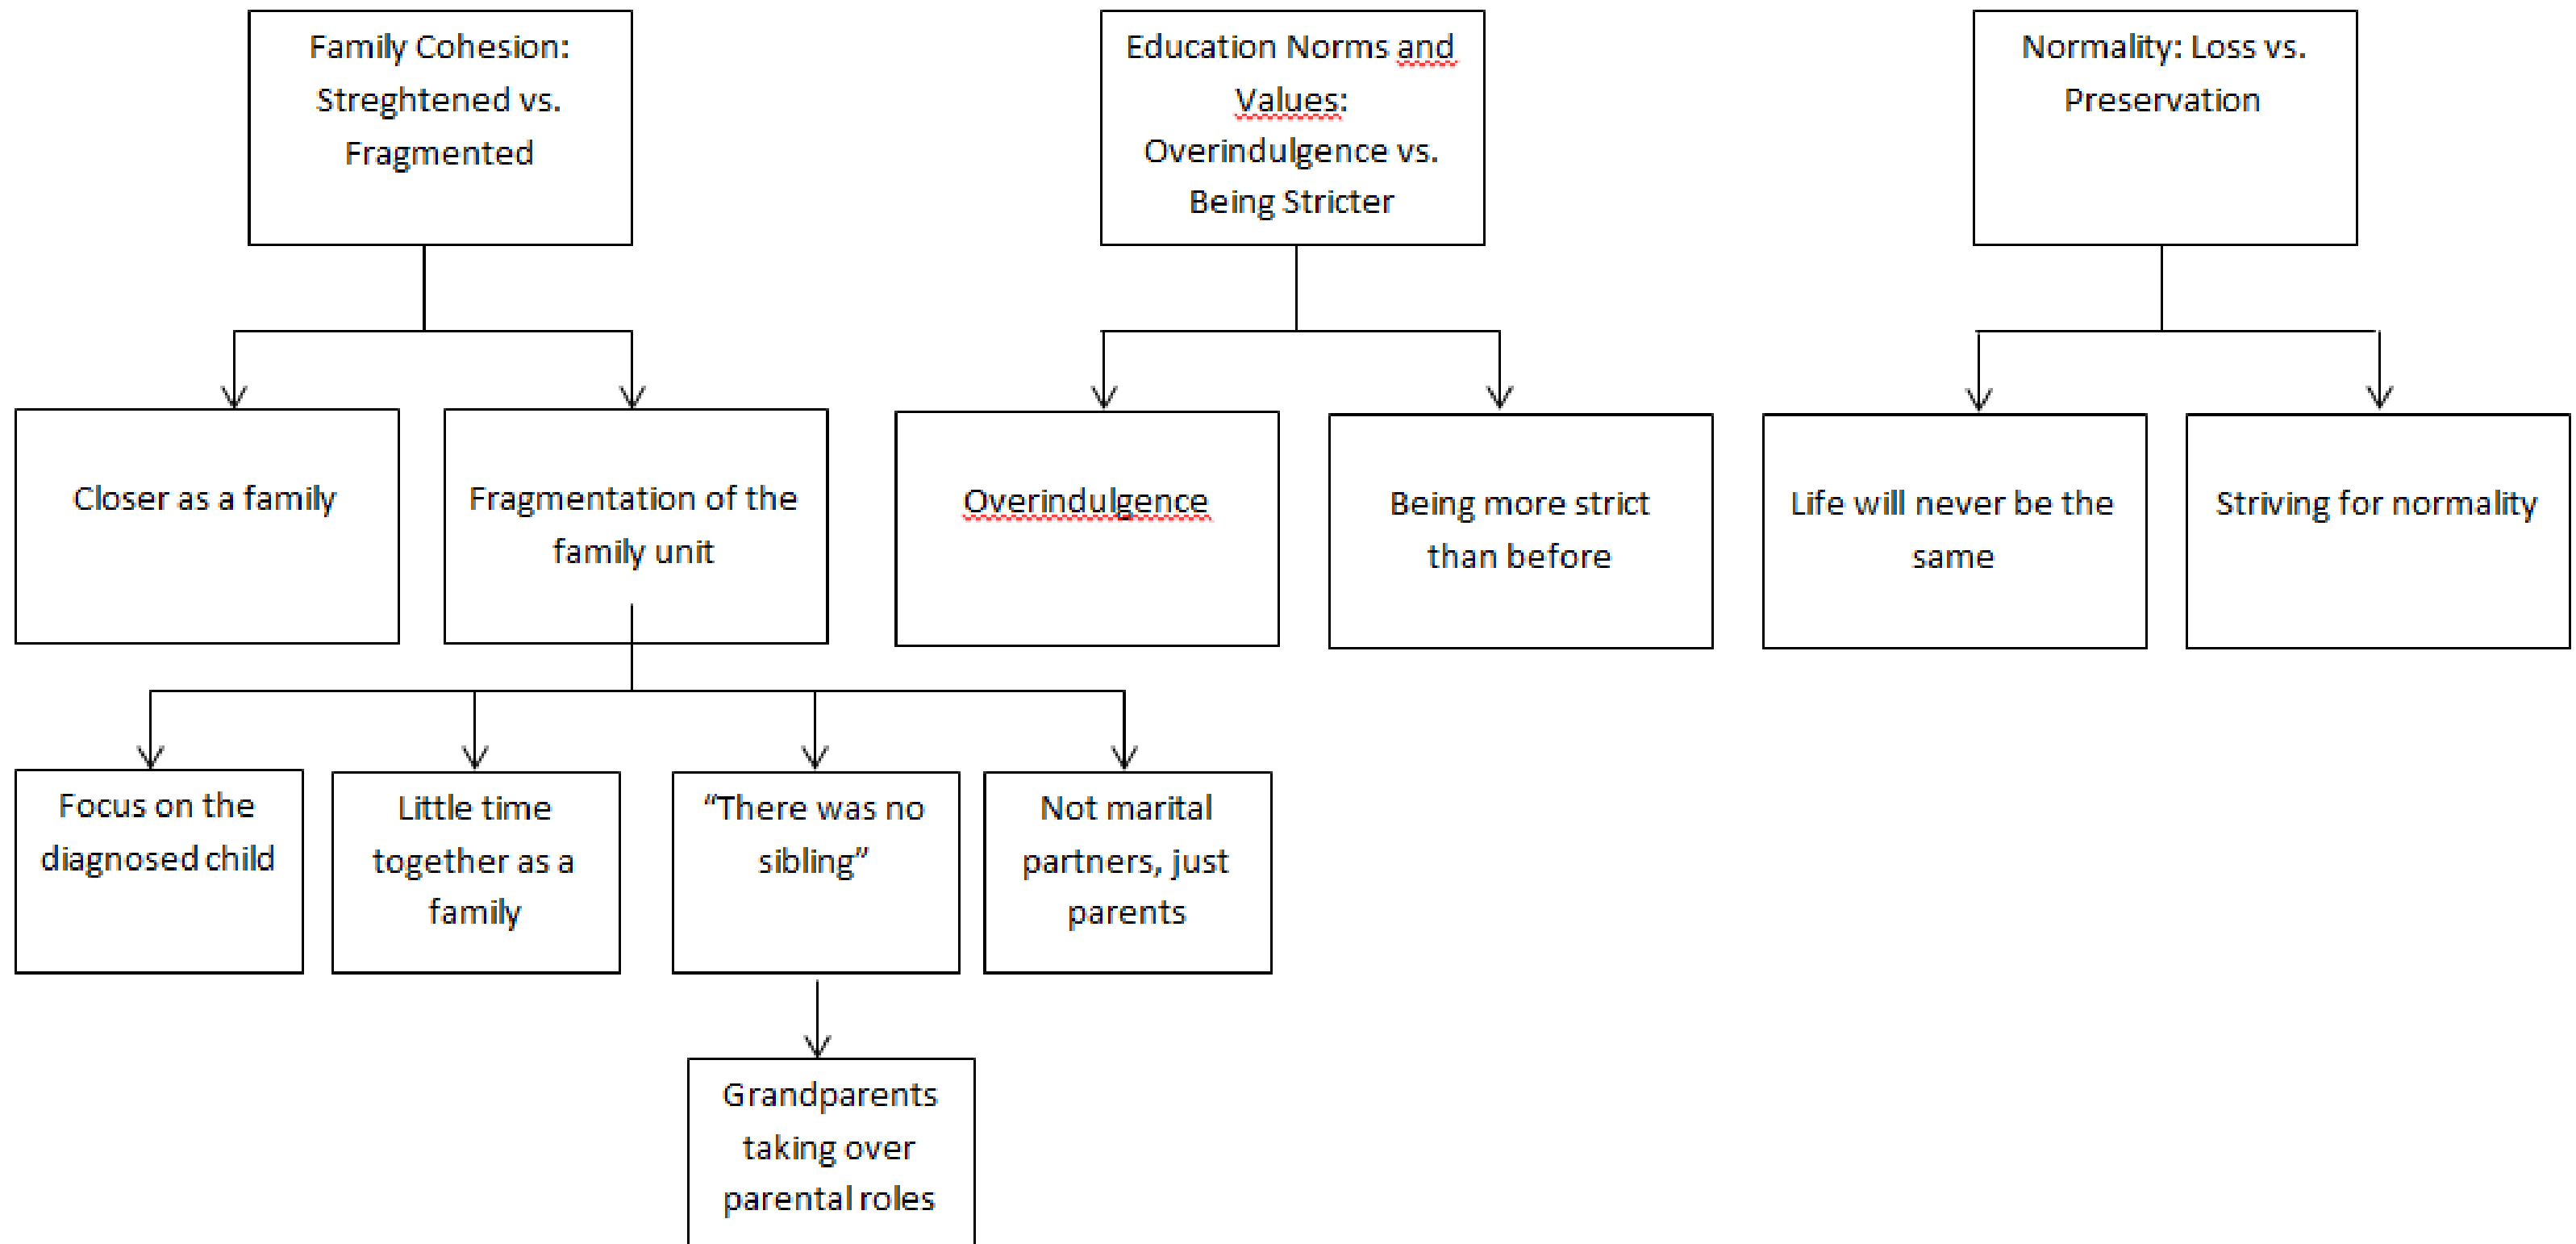 Family Cohesion:
Streghtened vs.
Fragmented
Education Norms and
Values:
Overindulgence vs.
Being Stricter
Normality: Loss vs.
Preservation
Closer as a family
Fragmentation of the
family unit
Overindulgence
Being more strict
than before
Life will never be the
same
Striving for normality
Focus on the
diagnosed child
Little time
together as a
family
“There was no
sibling”
Not marital
partners, just
parents
Grandparents
taking over
parental roles